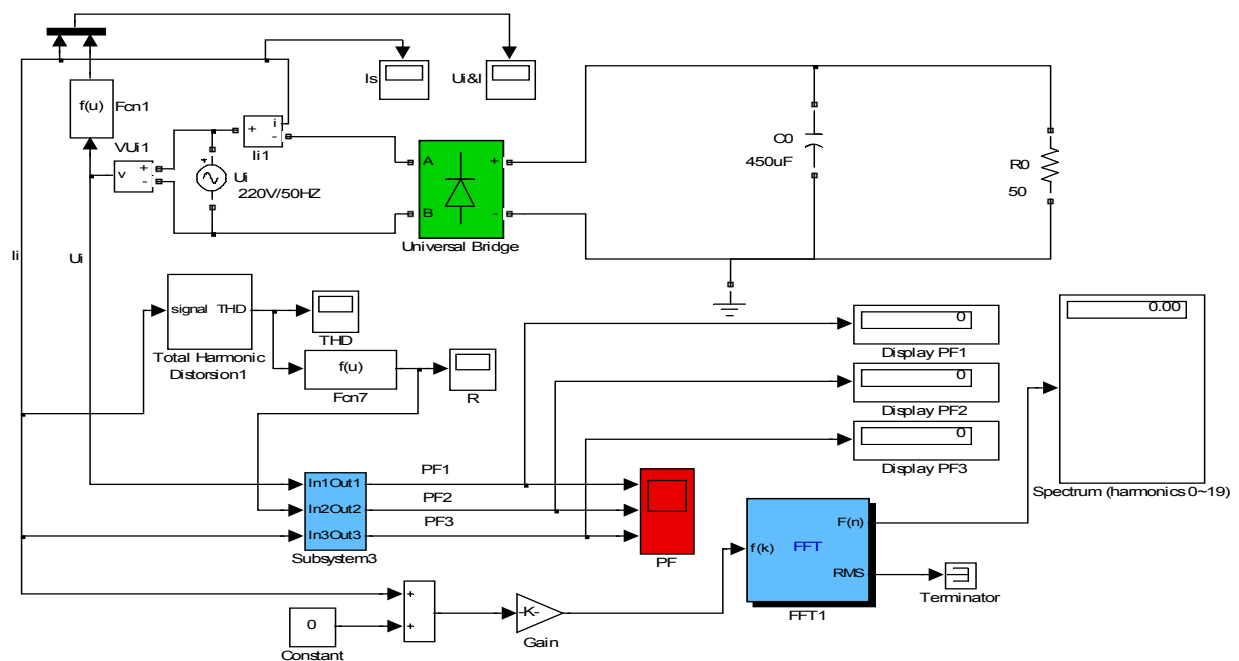 Is
Ui&I
f(u)
Fcn1
VUi1
+
-
v
+
i
-
Ii1
+
Ui
220V/50HZ
A
+
B
-
Universal Bridge
C0
450uF
R0
50
Ii
Ui
signal THD
Total Harmonic
Distorsion1
THD
f(u)
Fcn7
R
0
Display PF1
0
Display PF2
0
Display PF3
0.00
Spectrum (harmonics 0~19)
In1Out1
In2Out2
In3Out3
Subsystem3
PF1
PF2
PF3
PF
f(k)
FFT
F(n)
RMS
FFT1
Terminator
+
+
0
Constant
-K-
Gain